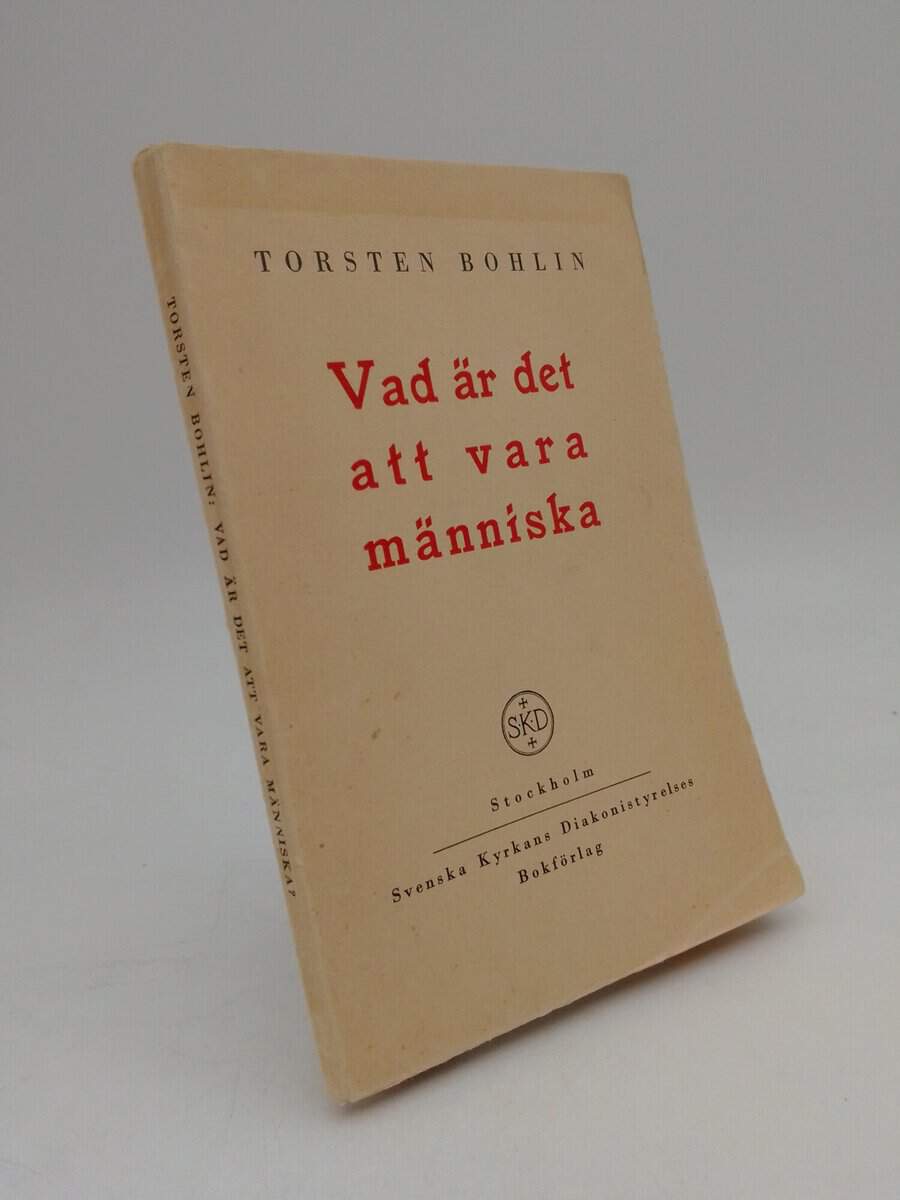 TORSTEN BOHLIN
Vad är det
att vara
människa
S·K·D
Stockholm
Svenska Kyrkans Diakonistyrelses
Bokförlag
TORSTEN BOHLIN: VAD ÄR DET ATT VARA MÄNNISKA?